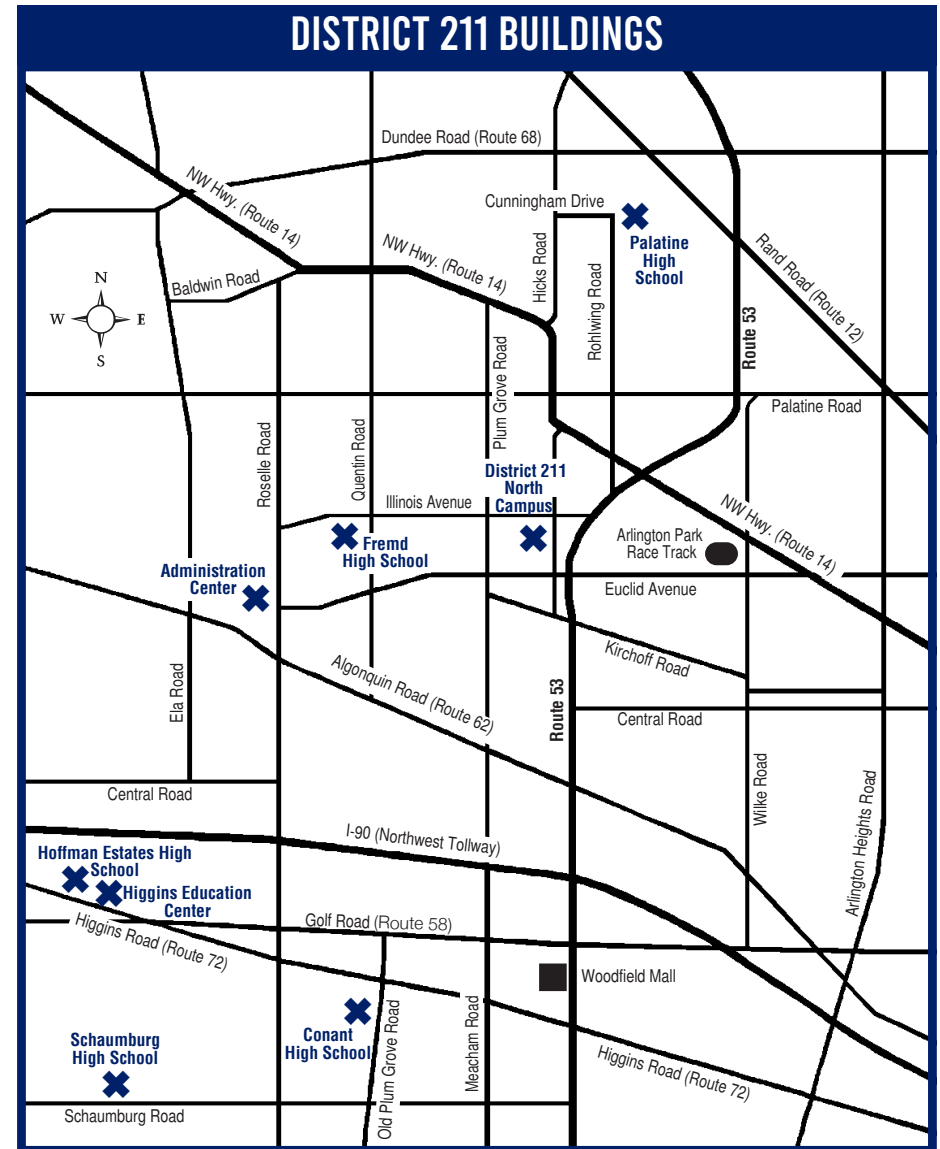 DISTRICT 211 BUILDINGS
Dundee Road (Route 68)
NW Hwy. (Route 14)
Cunningham Drive
Palatine
High
School
NW Hwy. (Route 14)
Hicks Road
Rohlwing Road
Rand Road (Route 12)
Baldwin Road
N
W
E
S
Route 53
Plum Grove Road
Palatine Road
Roselle Road
Quentin Road
District 211
North
Campus
Illinois Avenue
NW Hwy. (Route 14)
Arlington Park
Race Track
Fremd
High School
Administration
Center
Euclid Avenue
Kirchoff Road
Algonquin Road (Route 62)
Ela Road
Route 53
Central Road
Central Road
Wilke Road
Arlington Heights Road
I-90 (Northwest Tollway)
Hoffman Estates High
School
Higgins Education
Center
Golf Road (Route 58)
Higgins Road (Route 72)
Woodfield Mall
Conant
High School
Old Plum Grove Road
Meacham Road
Schaumburg
High School
Higgins Road (Route 72)
Schaumburg Road